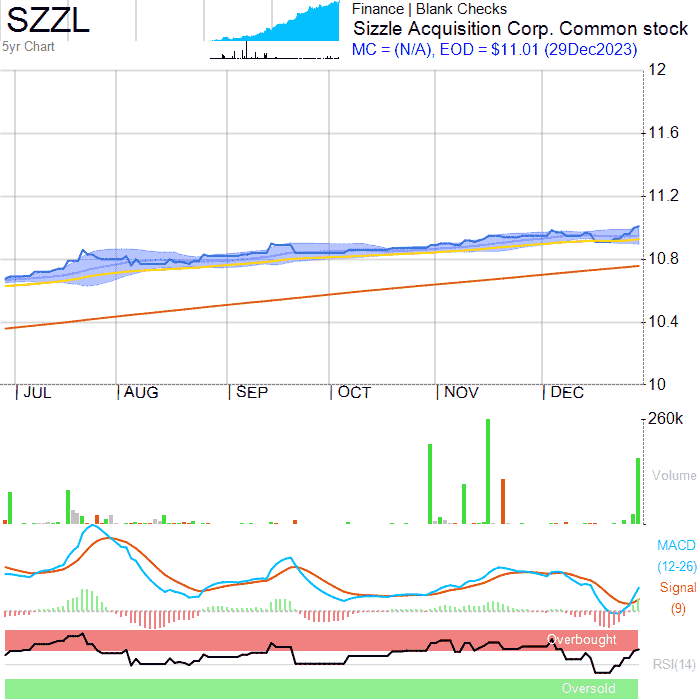 SZZL
5yr Chart
Finance | Blank Checks
Sizzle Acquisition Corp. Common stock
MC = (N/A), EOD = $11.01 (29Dec2023)
12
11.6
11.2
10.8
10.4
10
JUL AUG SEP OCT NOV DEC
260k
Volume
MACD
(12-26)
Signal
(9)
Overbought
RSI(14)
Oversold